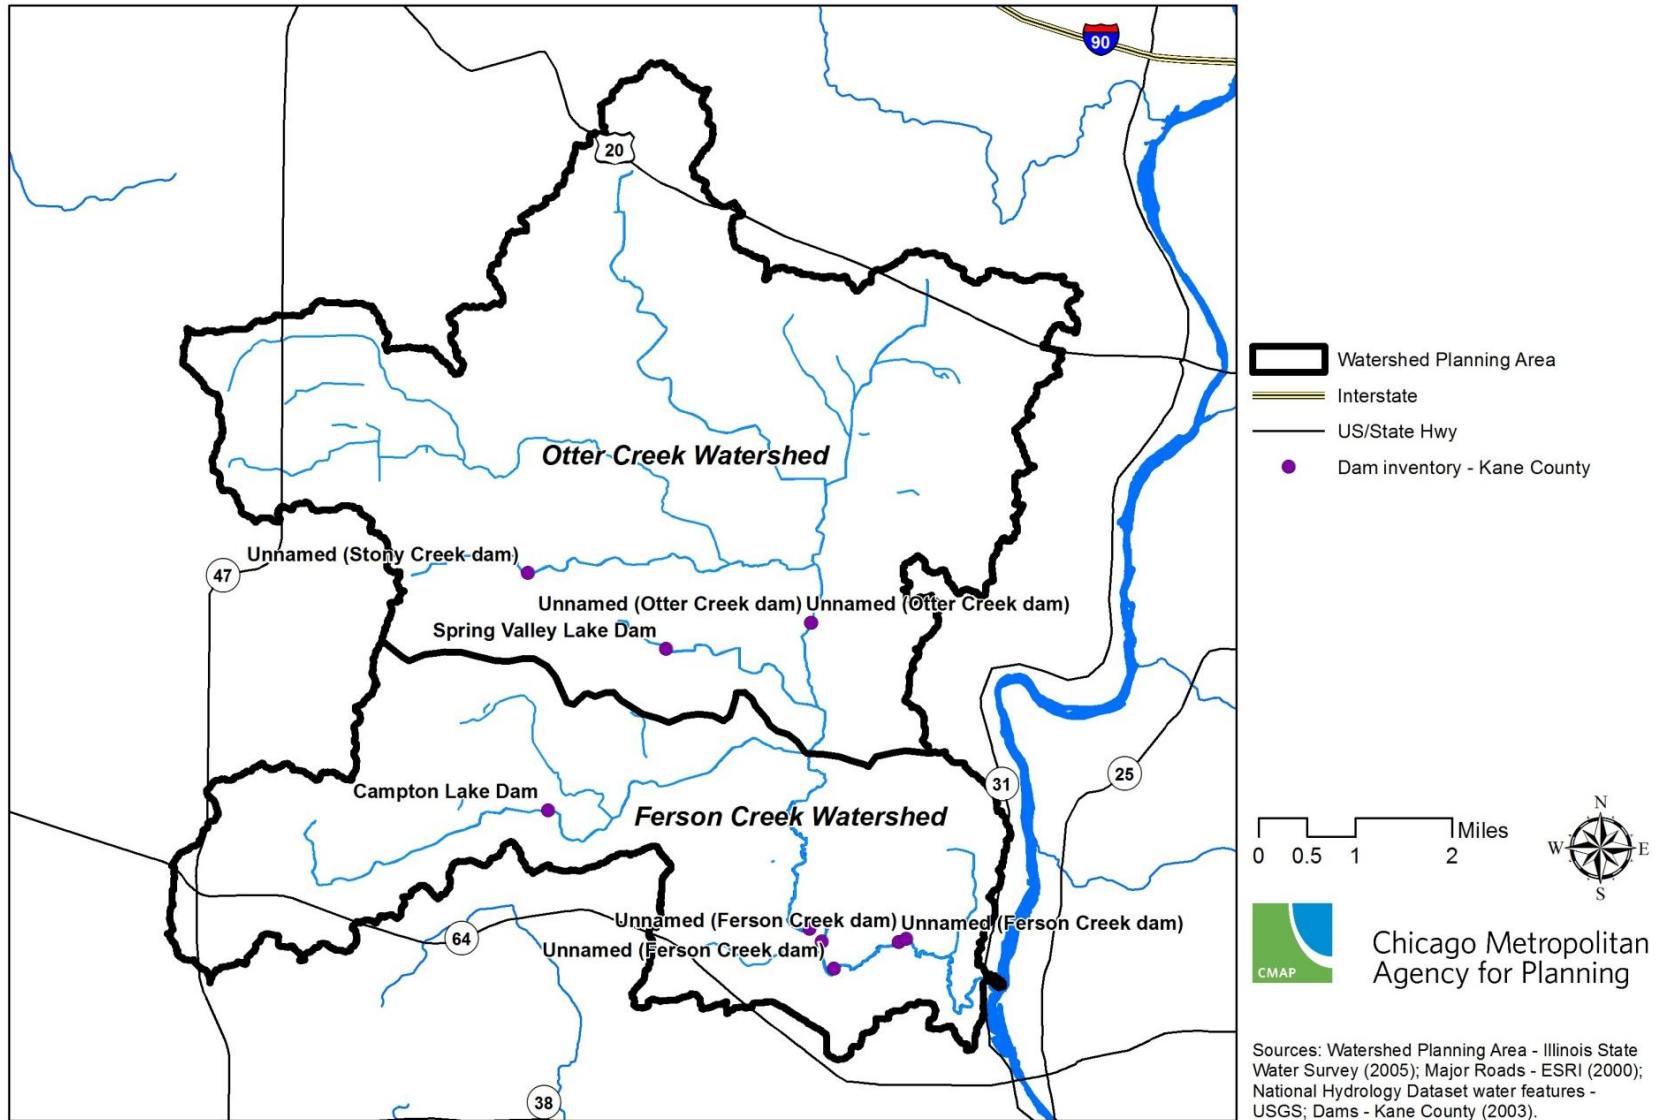 90
20
Watershed Planning Area
Interstate
US/State Hwy
Dam inventory - Kane County
Otter Creek Watershed
Unnamed (Stony Creek dam)
47
Unnamed (Otter Creek dam)
Unnamed (Otter Creek dam)
Spring Valley Lake Dam
31
25
Campton Lake Dam
Ferson Creek Watershed
N
W
E
S
Miles
0 0.5 1 2
Unnamed (Ferson Creek dam)
Unnamed (Ferson Creek dam)
64
Unnamed (Ferson Creek dam)
CMAP
Chicago Metropolitan
Agency for Planning
Sources: Watershed Planning Area - Illinois State
Water Survey (2005); Major Roads - ESRI (2000);
National Hydrology Dataset water features -
USGS; Dams - Kane County (2003).
38